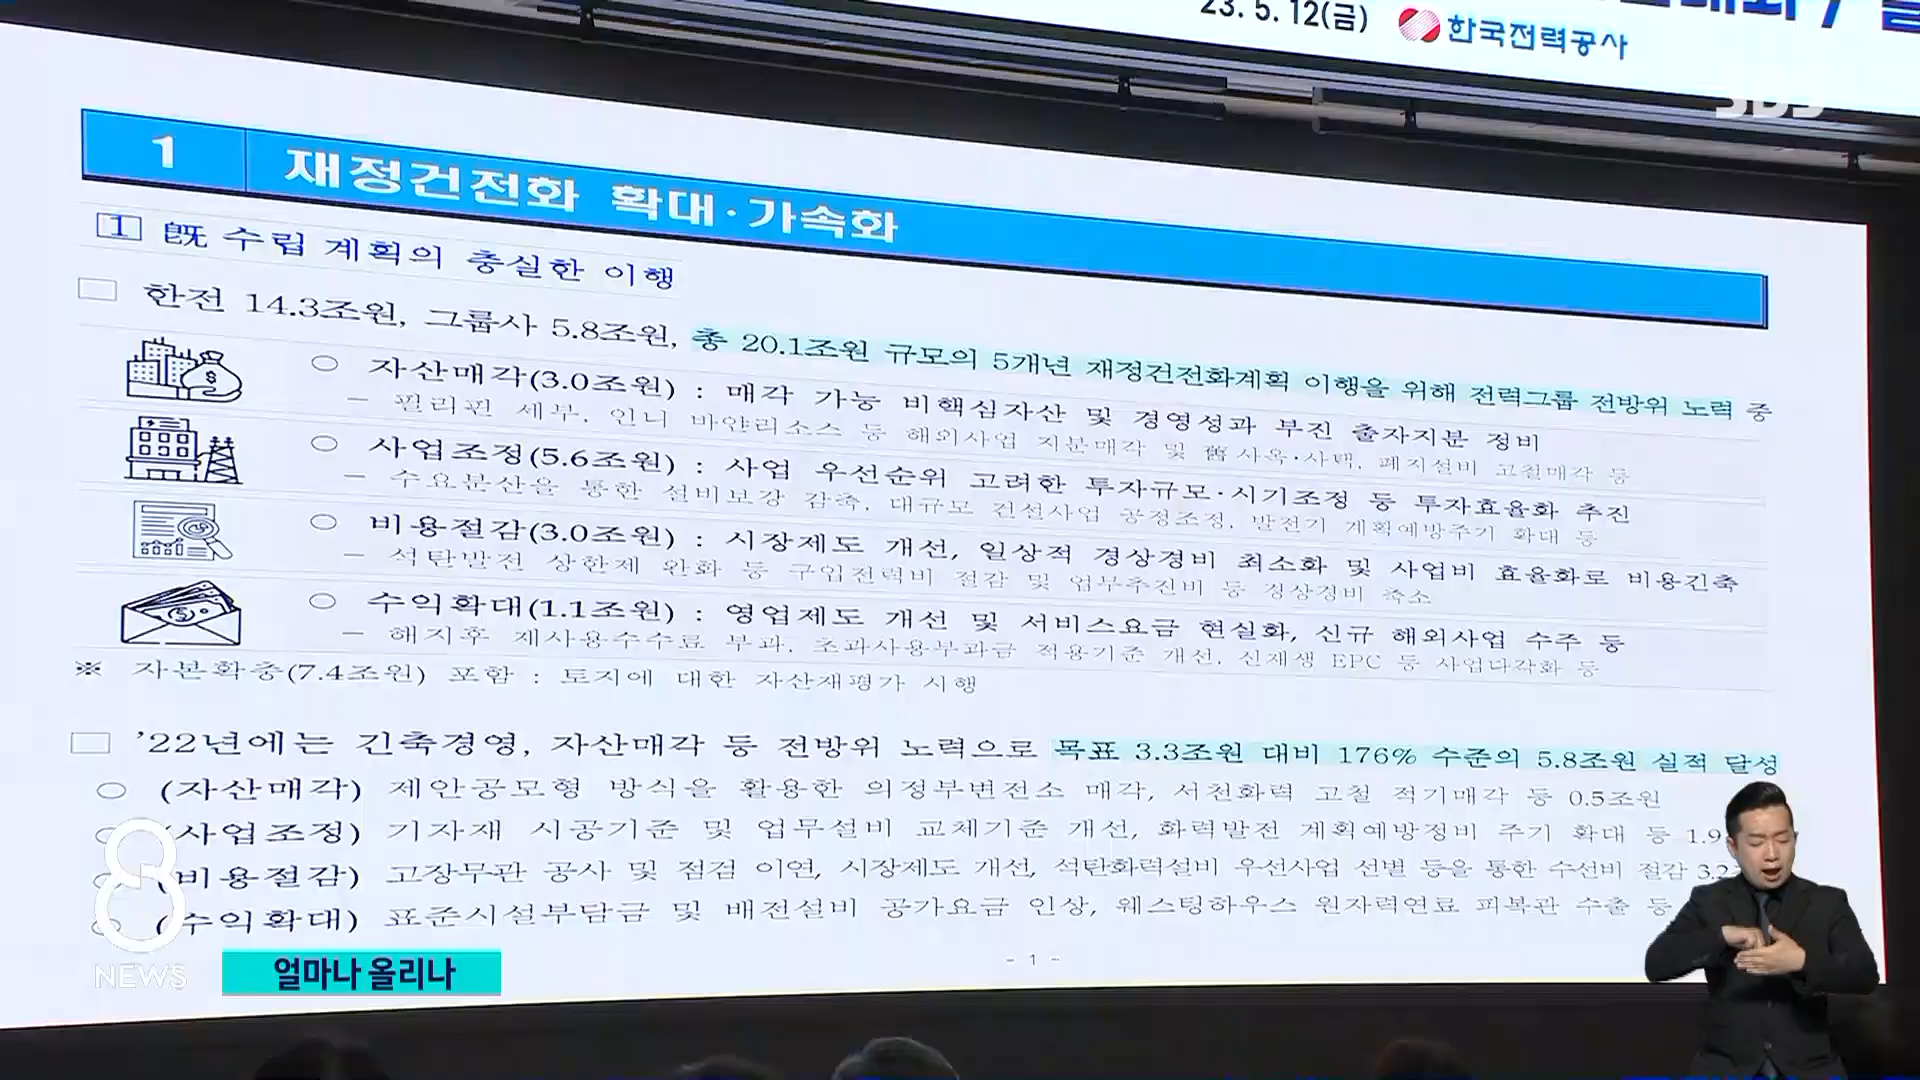 23. 5. 12(금) 한국전력공사
SBS
1 재정건전화 확대·가속화
1 旣 수립 계획의 충실한 이행
□ 한전 14.3조원, 그룹사 5.8조원, 총 20.1조원 규모의 5개년 재정건전화계획 이행을 위해 전력그룹 전방위 노력 중
○ 자산매각(3.0조원) : 매각 가능 비핵심자산 및 경영성과 부진 출자지분 정비
- 필리핀 세부, 인니 바얀리소스 등 해외사업 지분매각 및 舊사옥·사택, 폐지설비 고철매각 등
○ 사업조정(5.6조원) : 사업 우선순위 고려한 투자규모·시기조정 등 투자효율화 추진
- 수요분산을 통한 설비보강 감축, 대규모 건설사업 공정조정, 발전기 계획예방주기 확대 등
○ 비용절감(3.0조원) : 시장제도 개선, 일상적 경상경비 최소화 및 사업비 효율화로 비용긴축
- 석탄발전 상한제 완화 등 구입전력비 절감 및 업무추진비 등 경상경비 축소
○ 수익확대(1.1조원) : 영업제도 개선 및 서비스요금 현실화, 신규 해외사업 수주 등
- 해지후 재사용수수료 부과, 초과사용부과금 적용기준 개선, 신재생 EPC 등 사업다각화 등
※ 자본확충(7.4조원) 포함 : 토지에 대한 자산재평가 시행
□ '22년에는 긴축경영, 자산매각 등 전방위 노력으로 목표 3.3조원 대비 176% 수준의 5.8조원 실적 달성
○ (자산매각) 제안공모형 방식을 활용한 의정부변전소 매각, 서천화력 고철 적기매각 등 0.5조원
○ (사업조정) 기자재 시공기준 및 업무설비 교체기준 개선, 화력발전 계획예방정비 주기 확대 등 1.9
○ (비용절감) 고장무관 공사 및 점검 이연, 시장제도 개선, 석탄화력설비 우선사업 선별 등을 통한 수선비 절감 3.2
○ (수익확대) 표준시설부담금 및 배전설비 공가요금 인상, 웨스팅하우스 원자력연료 피복관 수출 등
- 1 -
8 NEWS
얼마나 올리나